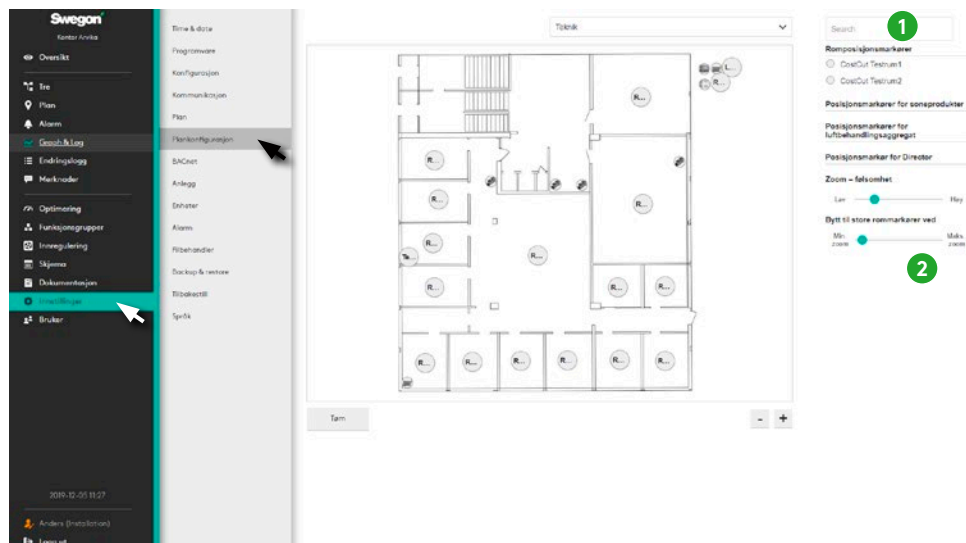 Swegon
Kontor Arvika
Oversikt
Tre
Plan
Alarm
Graph & Log
Endringslogg
Merknader
Optimering
Funksjonsgrupper
Innregulering
Skjema
Dokumentasjon
Innstillinger
Bruker
2019-12-05 11:27
Anders (Installation)
Logg ut
Time & date
Programvare
Konfigurasjon
Kommunikasjon
Plan
Plankonfigurasjon
BACnet
Anlegg
Enheter
Alarm
Filbehandler
Backup & restore
Tilbakestill
Språk
Teknik
L...
R...
R...
R...
R...
R...
R...
Te...
R...
R...
R...
R...
R...
R...
R...
R...
R...
R...
Tøm
-
+
Search
1
Romposisjonsmarkører
CostCut Testrum1
CostCut Testrum2
Posisjonsmarkører for soneprodukter
Posisjonsmarkører for
luftbehandlingsaggregat
Posisjonsmarkør for Director
Zoom – følsomhet
Lav
Høy
Bytt til store rommarkører ved
Min.
zoom
Maks.
zoom
2